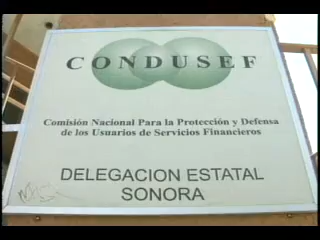 CONDUSEF
Comisión Nacional Para la Protección y Defensa
de los Usuarios de Servicios Financieros
DELEGACION ESTATAL
SONORA